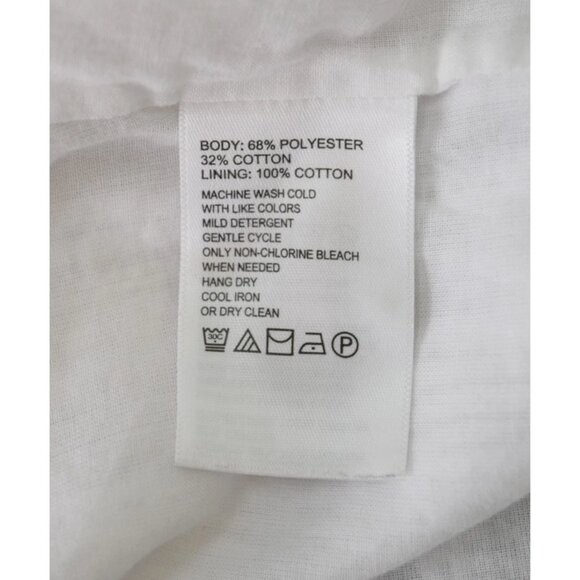 BODY: 68% POLYESTER
32% COTTON
LINING: 100% COTTON
MACHINE WASH COLD
WITH LIKE COLORS
MILD DETERGENT
GENTLE CYCLE
ONLY NON-CHLORINE BLEACH
WHEN NEEDED
HANG DRY
COOL IRON
OR DRY CLEAN
30C P